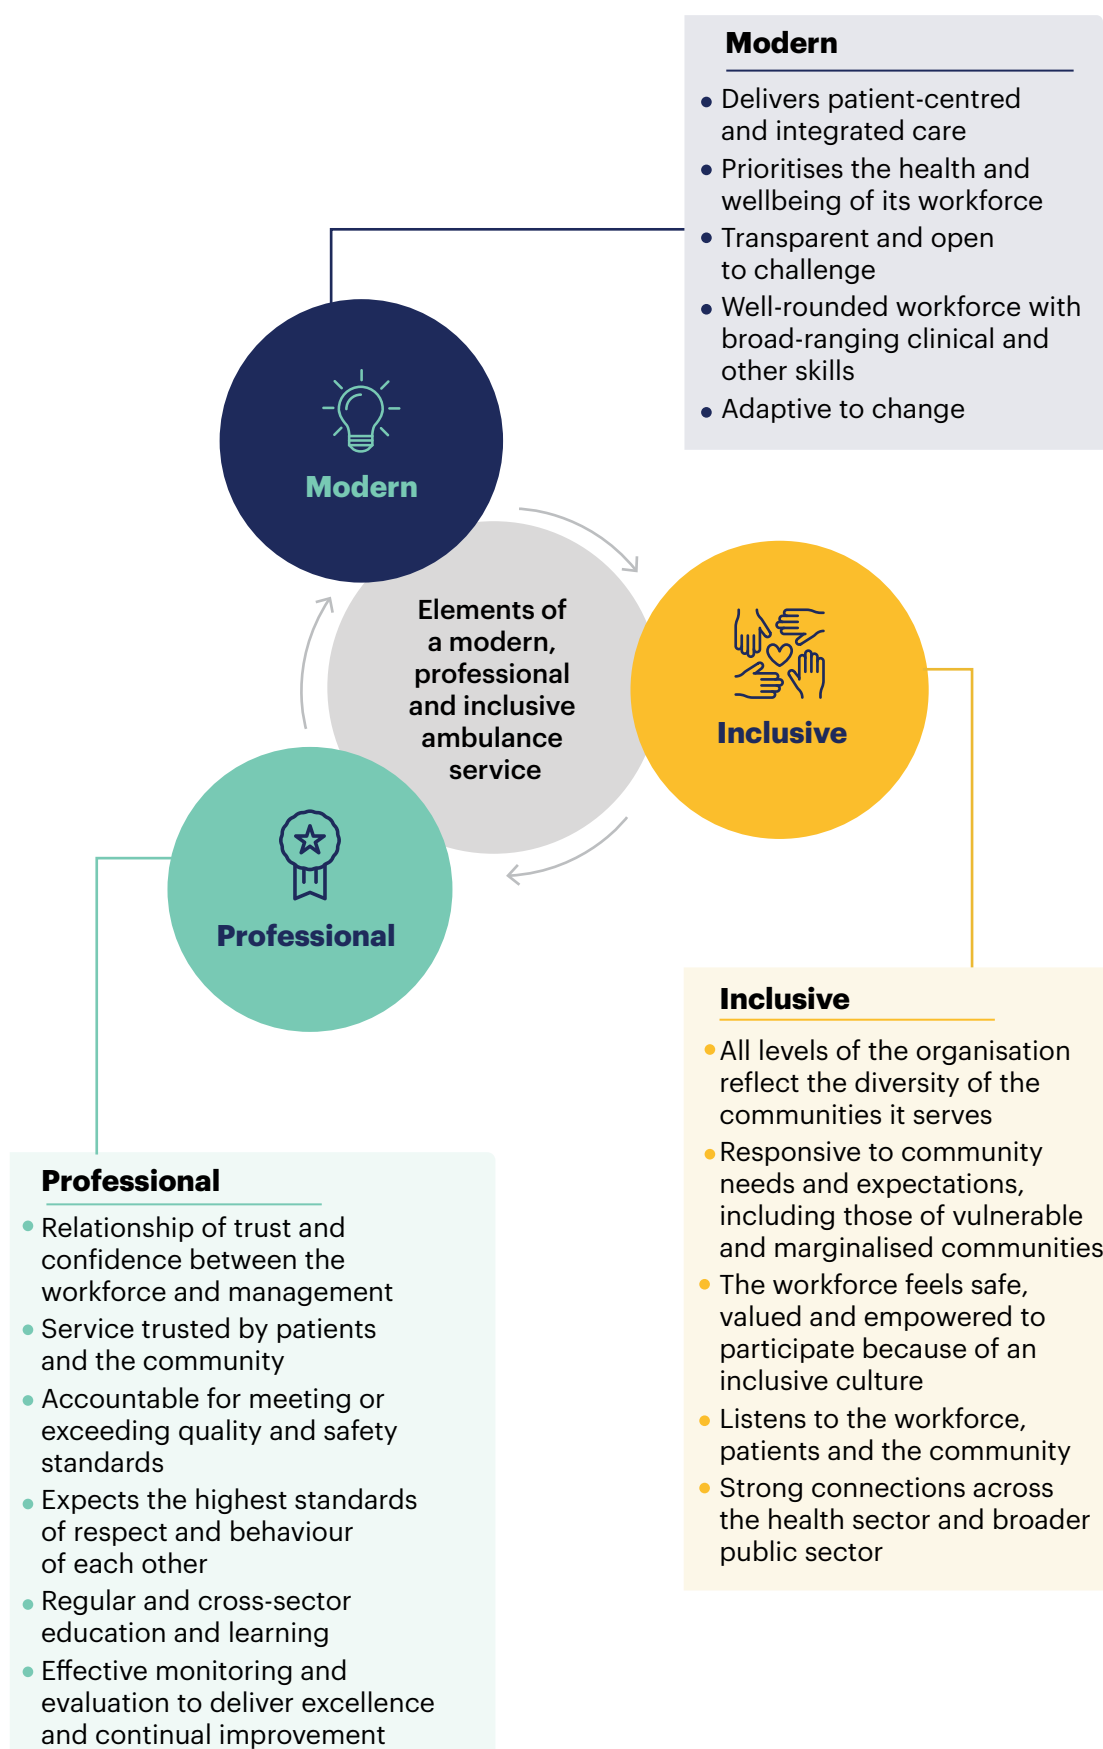 Modern
Delivers patient-centred
and integrated care
Prioritises the health and
wellbeing of its workforce
Transparent and open
to challenge
Well-rounded workforce with
broad-ranging clinical and
other skills
Adaptive to change
Modern
Elements of
a modern,
professional
and inclusive
ambulance
service
Inclusive
Professional
Inclusive
All levels of the organisation
reflect the diversity of the
communities it serves
Responsive to community
needs and expectations,
including those of vulnerable
and marginalised communities
The workforce feels safe,
valued and empowered to
participate because of an
inclusive culture
Listens to the workforce,
patients and the community
Strong connections across
the health sector and broader
public sector
Professional
Relationship of trust and
confidence between the
workforce and management
Service trusted by patients
and the community
Accountable for meeting or
exceeding quality and safety
standards
Expects the highest standards
of respect and behaviour
of each other
Regular and cross-sector
education and learning
Effective monitoring and
evaluation to deliver excellence
and continual improvement